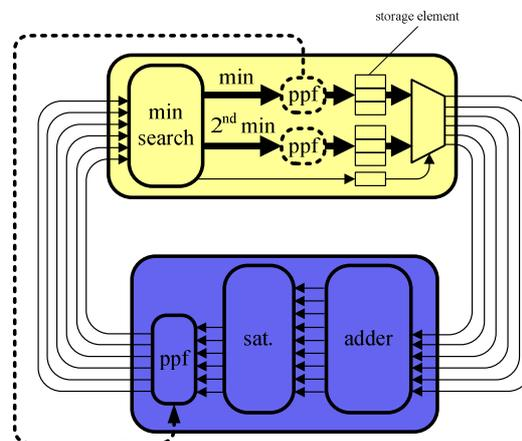 storage element
min
ppf
min
search
2nd min
ppf
ppf
sat.
adder